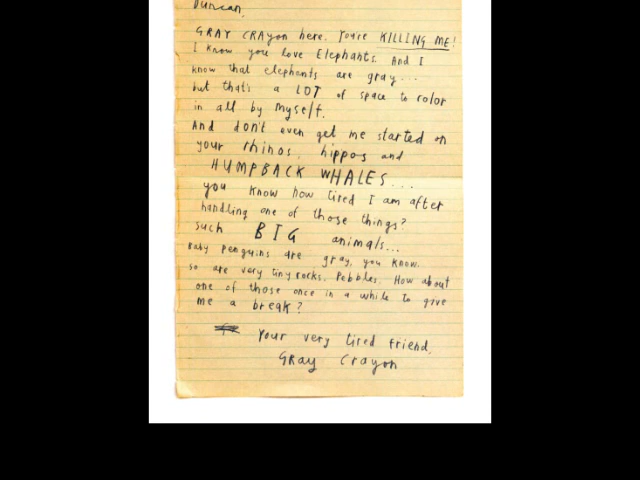 Duncan,
GRAY CRAyon here. You're KILLING ME!
I know you love Elephants. And I
know that elephants are gray...
but that's a LOT of space to color
in all by myself.
And don't even get me started on
your rhinos, hippos and
HUMPBACK WHALES...
you know how tired I am after
handling one of those things?
such BIG animals...
Baby penguins are gray, you know.
so are very tiny rocks. Pebbles. How about
one of those once in a while to give
me a break?
Your very tired friend,
GRay Crayon